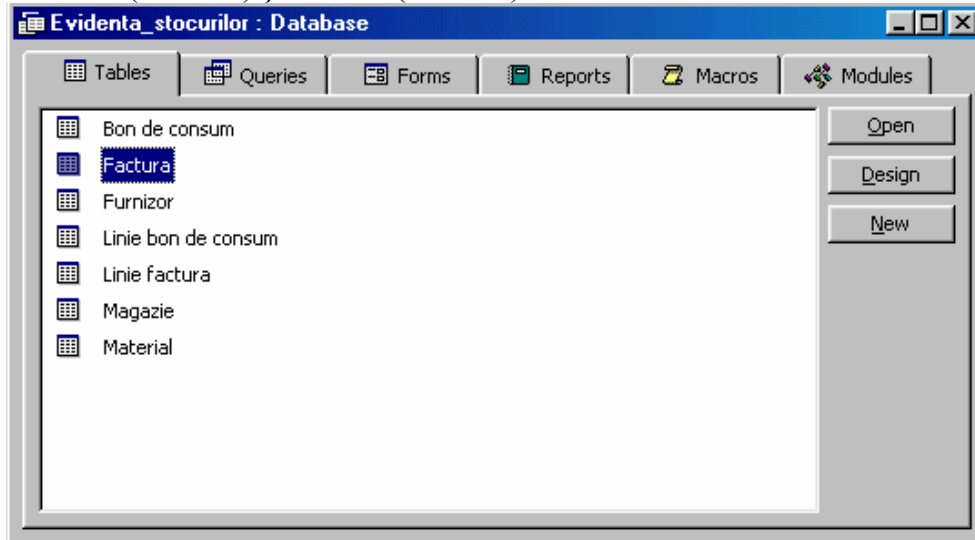 Evidenta_stocurilor : Database
Tables Queries Forms Reports Macros Modules
Bon de consum
Factura
Furnizor
Linie bon de consum
Linie factura
Magazie
Material
Open
Design
New